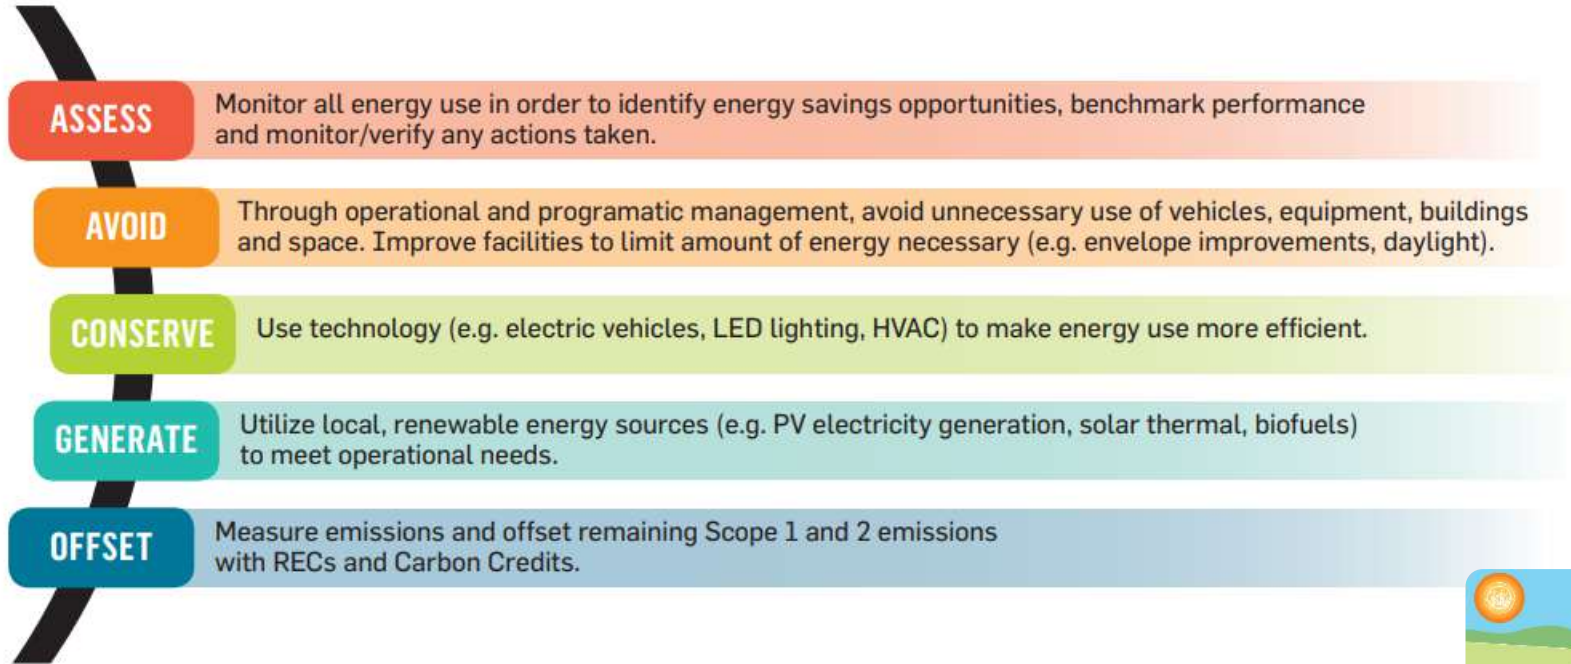 ASSESS
Monitor all energy use in order to identify energy savings opportunities, benchmark performance
and monitor/verify any actions taken.
AVOID
Through operational and programatic management, avoid unnecessary use of vehicles, equipment, buildings
and space. Improve facilities to limit amount of energy necessary (e.g. envelope improvements, daylight).
CONSERVE
Use technology (e.g. electric vehicles, LED lighting, HVAC) to make energy use more efficient.
GENERATE
Utilize local, renewable energy sources (e.g. PV electricity generation, solar thermal, biofuels)
to meet operational needs.
OFFSET
Measure emissions and offset remaining Scope 1 and 2 emissions
with RECs and Carbon Credits.